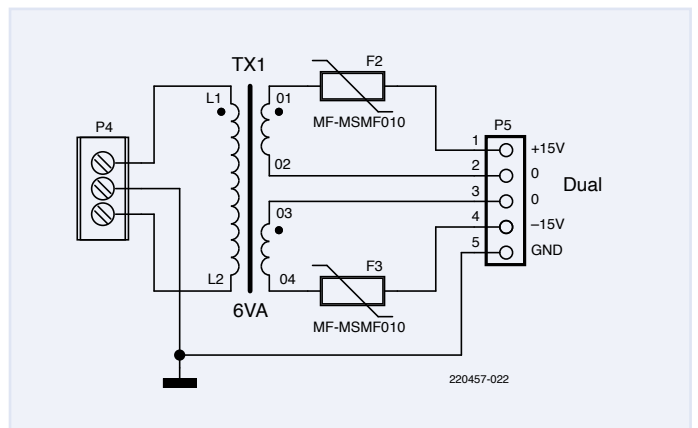 TX1
F2
L1
01
MF-MSMF010
P4
P5
1
+15V
02
2
0
Dual
03
3
0
4
–15V
5
GND
L2
04
F3
6VA
MF-MSMF010
220457-022